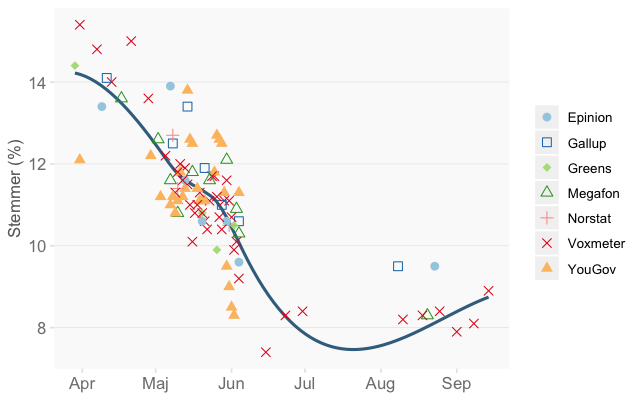 Stemmer (%)
14
12
10
8
Apr
Maj
Jun
Jul
Aug
Sep
Epinion
Gallup
Greens
Megafon
Norstat
Voxmeter
YouGov